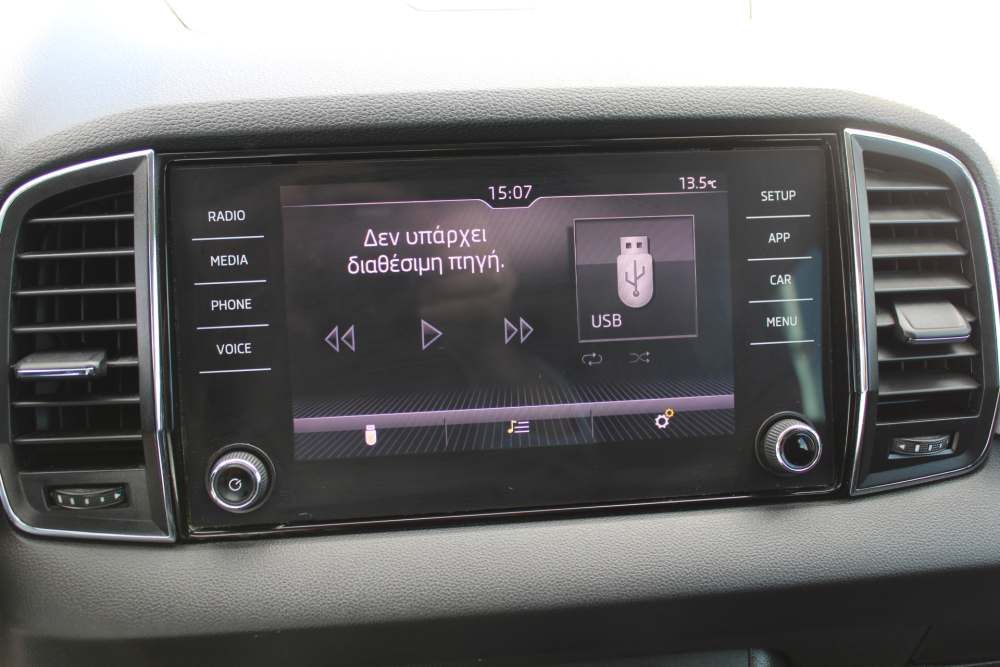 15:07
13.5°C
RADIO
MEDIA
PHONE
VOICE
Δεν υπάρχει
διαθέσιμη πηγή.
USB
SETUP
APP
CAR
MENU